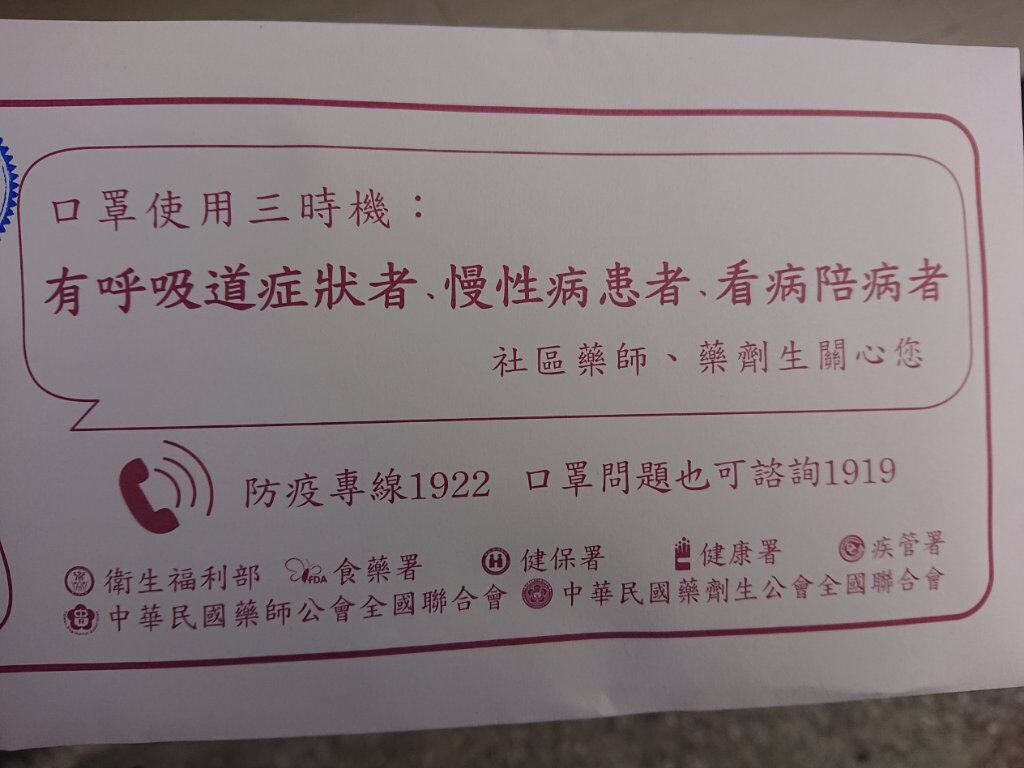 口罩使用三時機：
有呼吸道症狀者、慢性病患者、看病陪病者
社區藥師、藥劑生關心您
防疫專線1922 口罩問題也可諮詢1919
衛生福利部 FDA 食藥署 健保署 健康署 疾管署
中華民國藥師公會全國聯合會 中華民國藥劑生公會全國聯合會